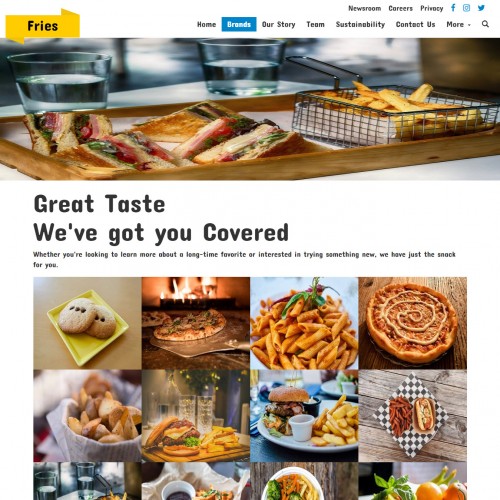 Newsroom Careers Privacy
Fries
Home Brands Our Story Team Sustainability Contact Us More
Great Taste
We've got you Covered
Whether you're looking to learn more about a long-time favorite or interested in trying something new, we have just the snack
for you.